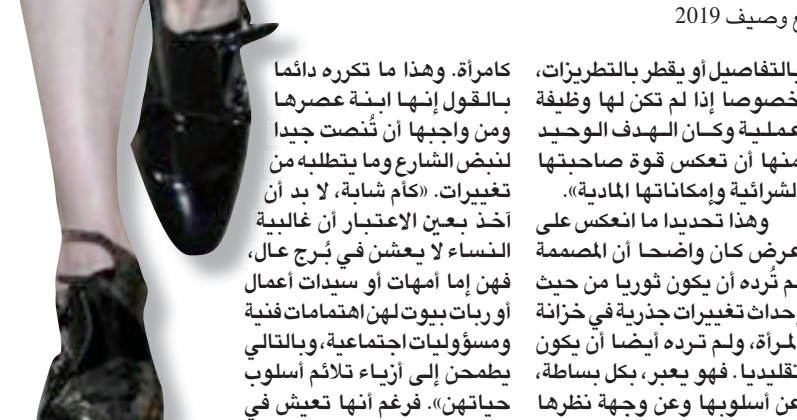 وصيف 2019
بالتفاصيل أو يقطر بالتطريزات،
خصوصا إذا لم تكن لها وظيفة
عملية وكان الهدف الوحيد
منها أن تعكس قوة صاحبتها
لشرائية وإمكاناتها المادية».
وهذا تحديدا ما انعكس على
عرض كان واضحا أن المصممة
لم تُرده أن يكون ثوريا من حيث
إحداث تغييرات جذرية في خزانة
لمرأة، ولم ترده أيضا أن يكون
تقليديا. فهو يعبر، بكل بساطة،
عن أسلوبها وعن وجهة نظرها
كامرأة. وهذا ما تكرره دائما
بالقول إنها ابنة عصرها
ومن واجبها أن تُنصت جيدا
لنبض الشارع وما يتطلبه من
تغييرات. «كأم شابة، لا بد أن
آخذ بعين الاعتبار أن غالبية
النساء لا يعشن في بُرج عال،
فهن إما أمهات أو سيدات أعمال
أو ربات بيوت لهن اهتمامات فنية
ومسؤوليات اجتماعية، وبالتالي
يطمحن إلى أزياء تلائم أسلوب
حياتهن». فرغم أنها تعيش في